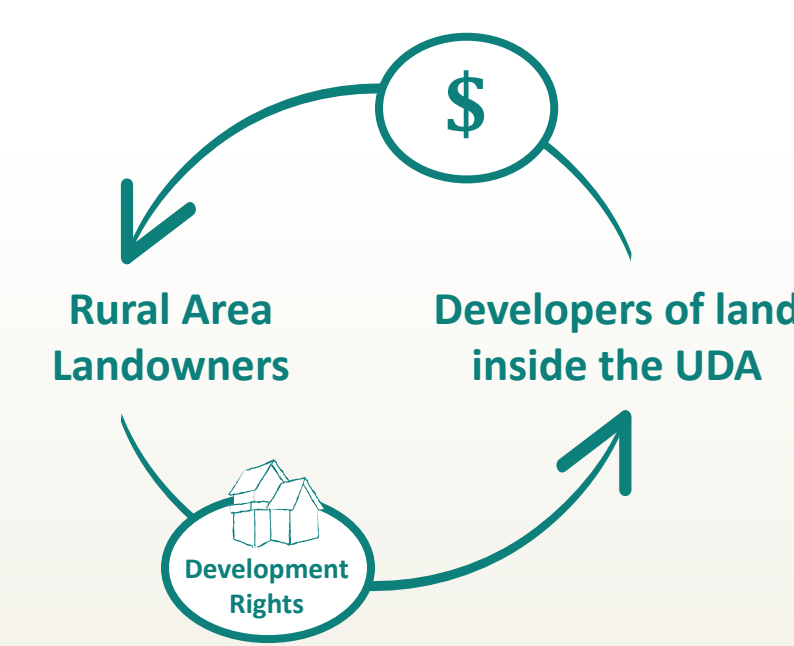 $
Rural Area
Landowners
Developers of land
inside the UDA
Development
Rights